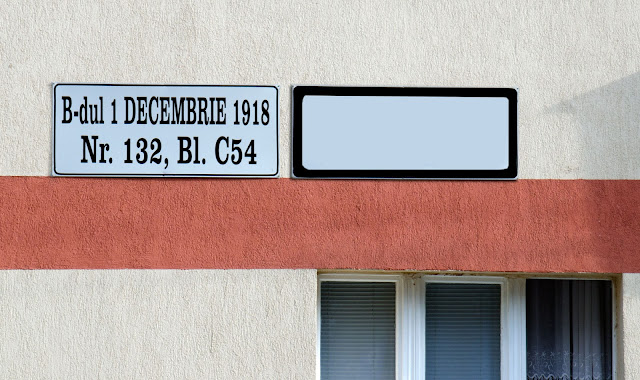 B-dul 1 DECEMBRIE 1918
Nr. 132, Bl. C54